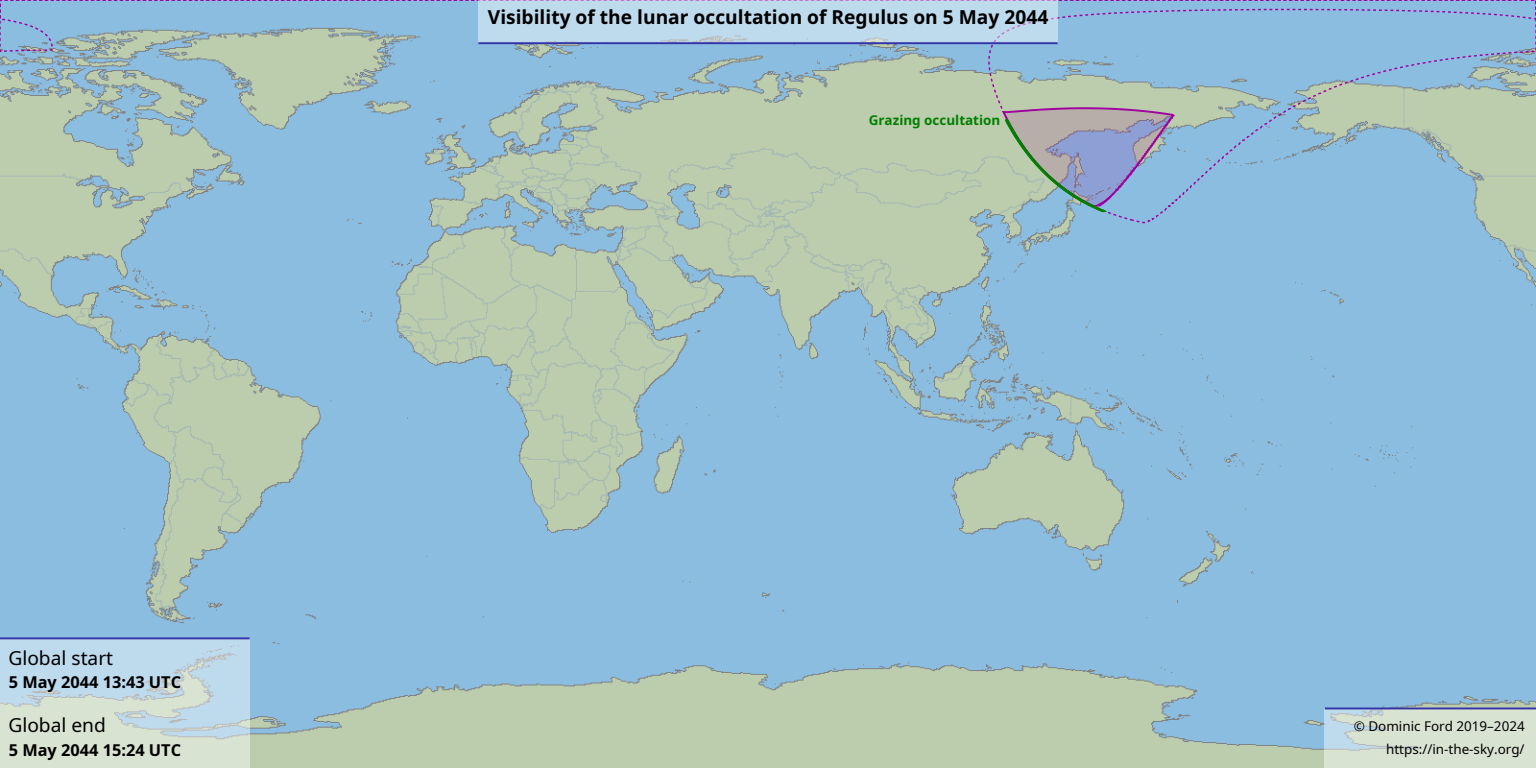 Visibility of the lunar occultation of Regulus on 5 May 2044
Grazing occultation
Global start
5 May 2044 13:43 UTC
Global end
5 May 2044 15:24 UTC
© Dominic Ford 2019–2024
https://in-the-sky.org/